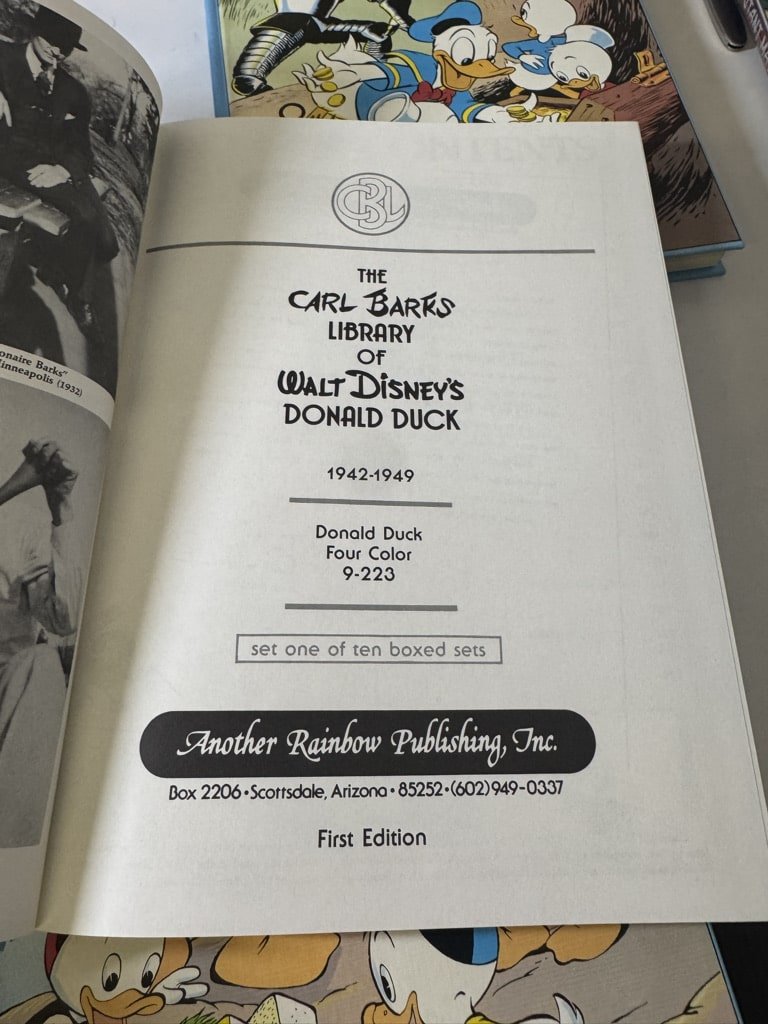 onaire Barks"
inneapolis (1932)
CBL
THE
CARL BARKS
LIBRARY
OF
WALT DISNEY'S
DONALD DUCK
1942-1949
Donald Duck
Four Color
9-223
set one of ten boxed sets
Another Rainbow Publishing, Inc.
Box 2206 • Scottsdale, Arizona • 85252 • (602) 949-0337
First Edition